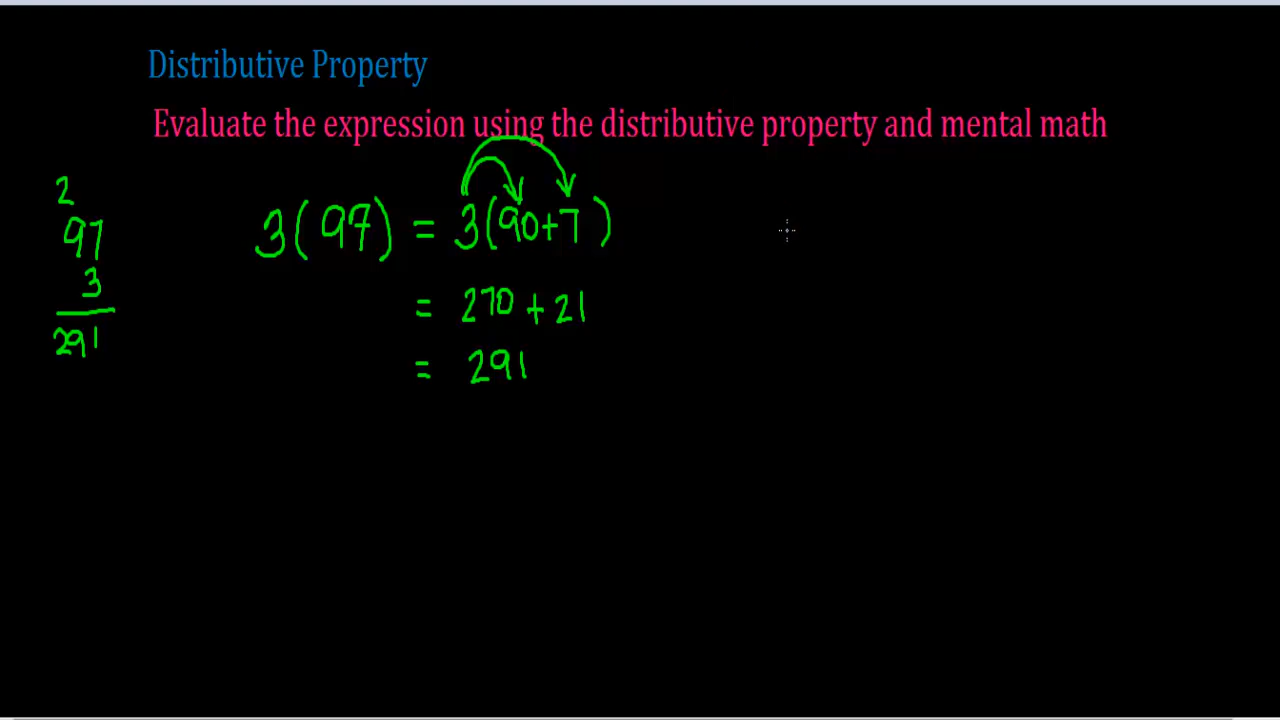 Distributive Property
Evaluate the expression using the distributive property and mental math
2
97
3
291
3(97) = 3(90+7)
= 270 + 21
= 291